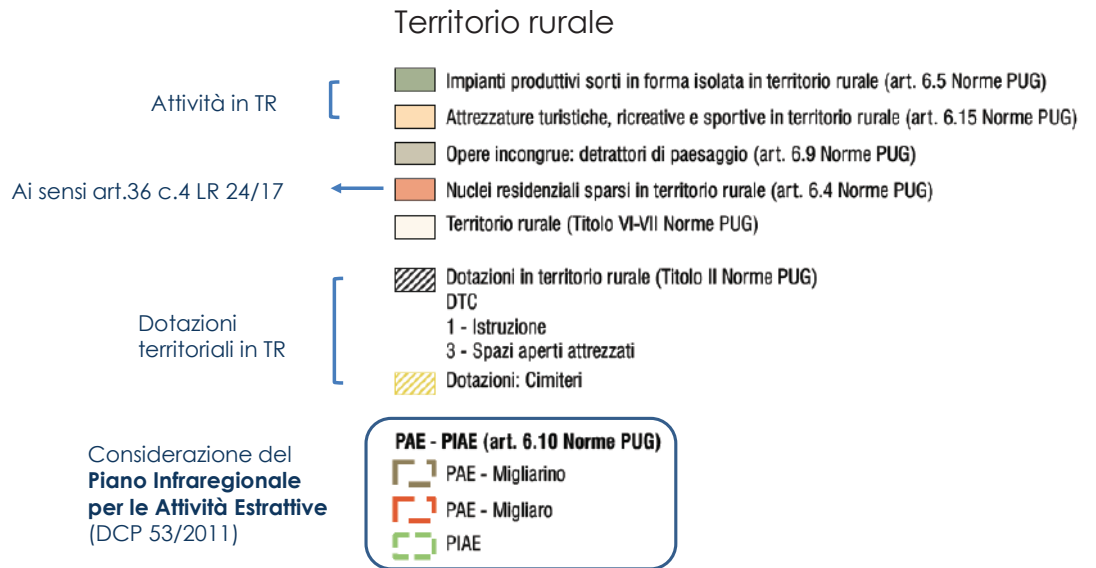 Territorio rurale
Attività in TR
Impianti produttivi sorti in forma isolata in territorio rurale (art. 6.5 Norme PUG)
Attrezzature turistiche, ricreative e sportive in territorio rurale (art. 6.15 Norme PUG)
Opere incongrue: detrattori di paesaggio (art. 6.9 Norme PUG)
Ai sensi art.36 c.4 LR 24/17
Nuclei residenziali sparsi in territorio rurale (art. 6.4 Norme PUG)
Territorio rurale (Titolo VI-VII Norme PUG)
Dotazioni
territoriali in TR
Dotazioni in territorio rurale (Titolo II Norme PUG)
DTC
1 - Istruzione
3 - Spazi aperti attrezzati
Dotazioni: Cimiteri
Considerazione del
Piano Infraregionale
per le Attività Estrattive
(DCP 53/2011)
PAE - PIAE (art. 6.10 Norme PUG)
PAE - Migliarino
PAE - Migliaro
PIAE